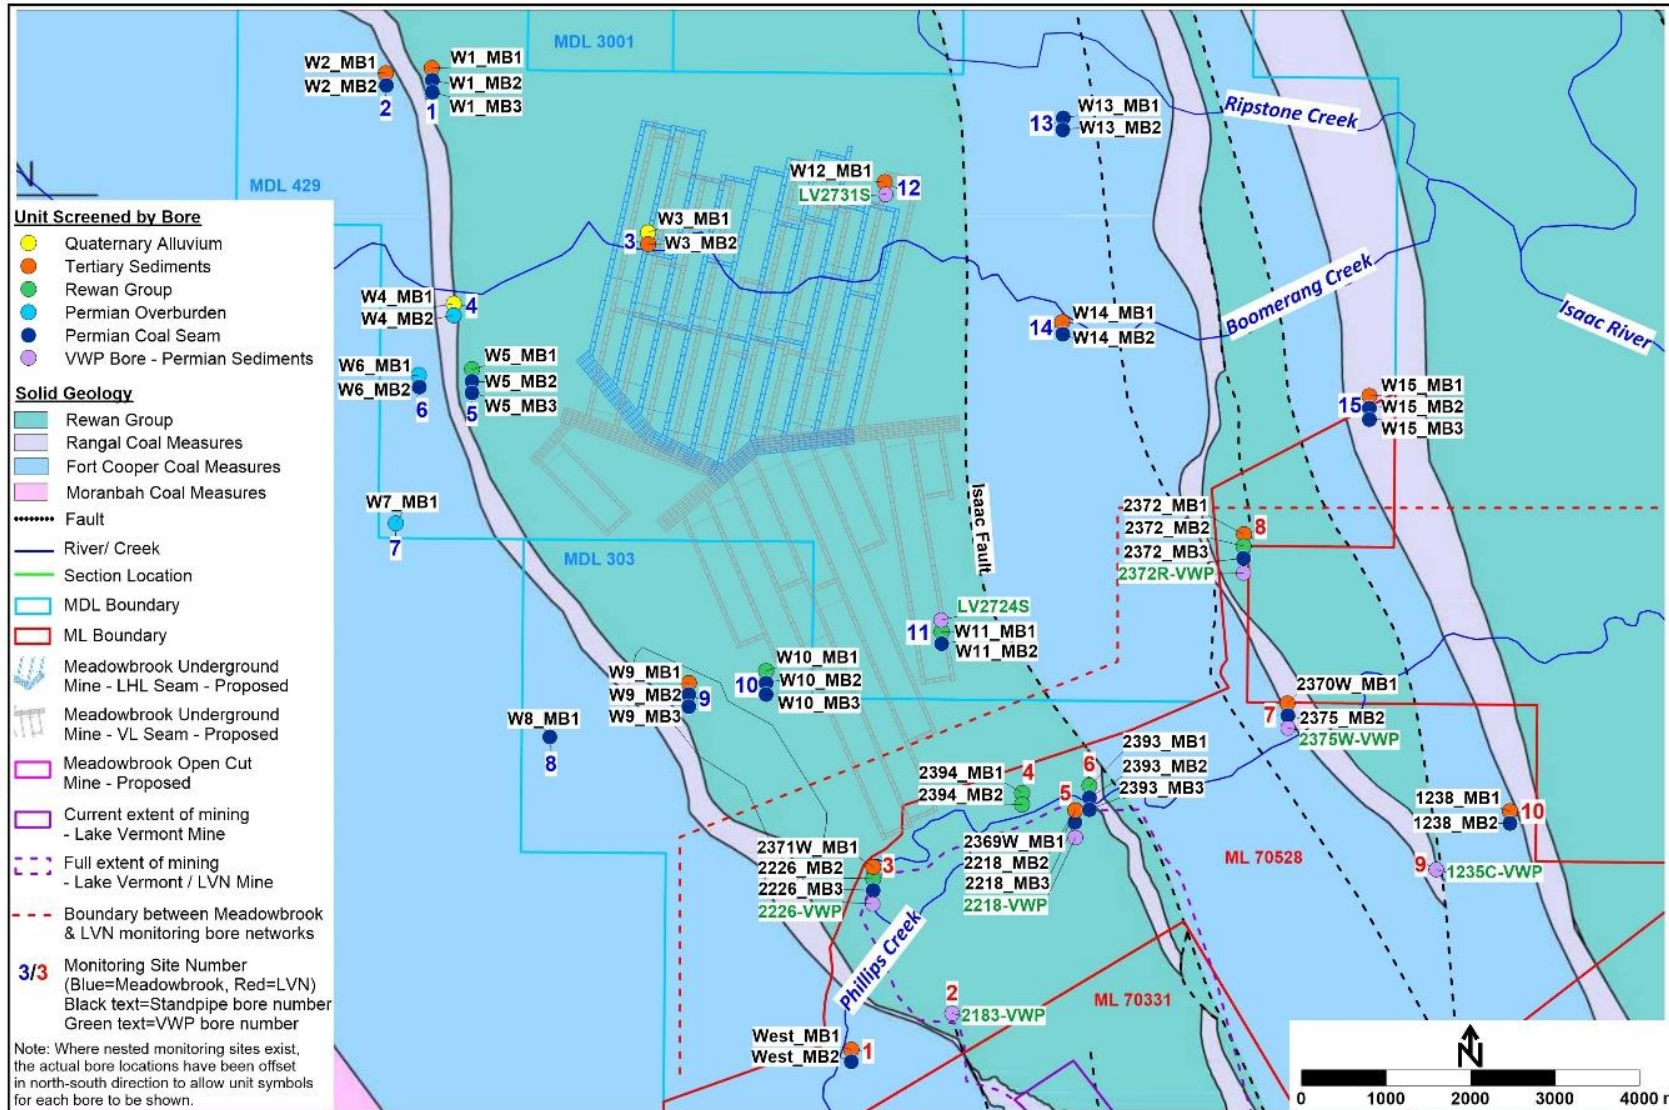 MDL 3001
W2_MB1
W2_MB2
2
W1_MB1
W1_MB2
W1_MB3
1
W13_MB1
W13_MB2
13
Ripstone Creek
MDL 429
W12_MB1
LV2731S
12
W3_MB1
W3_MB2
3
Boomerang Creek
Isaac River
W4_MB1
W4_MB2
4
W14_MB1
W14_MB2
14
W6_MB1
W6_MB2
6
W5_MB1
W5_MB2
W5_MB3
5
W15_MB1
W15_MB2
W15_MB3
15
Isaac Fault
W7_MB1
7
MDL 303
2372_MB1
2372_MB2
2372_MB3
2372R-VWP
8
LV2724S
W11_MB1
W11_MB2
11
W10_MB1
W10_MB2
W10_MB3
10
W9_MB1
W9_MB2
W9_MB3
9
W8_MB1
8
2370W_MB1
2375_MB2
2375W-VWP
7
2393_MB1
2393_MB2
2393_MB3
6
2394_MB1
2394_MB2
4
5
2369W_MB1
2218_MB2
2218_MB3
2218-VWP
1238_MB1
1238_MB2
10
2371W_MB1
2226_MB2
2226_MB3
2226-VWP
3
ML 70528
9
1235C-VWP
Phillips Creek
2
2183-VWP
ML 70331
West_MB1
West_MB2
1
Unit Screened by Bore
Quaternary Alluvium
Tertiary Sediments
Rewan Group
Permian Overburden
Permian Coal Seam
VWP Bore - Permian Sediments
Solid Geology
Rewan Group
Rangal Coal Measures
Fort Cooper Coal Measures
Moranbah Coal Measures
Fault
River/ Creek
Section Location
MDL Boundary
ML Boundary
Meadowbrook Underground
Mine - LHL Seam - Proposed
Meadowbrook Underground
Mine - VL Seam - Proposed
Meadowbrook Open Cut
Mine - Proposed
Current extent of mining
- Lake Vermont Mine
Full extent of mining
- Lake Vermont / LVN Mine
Boundary between Meadowbrook
& LVN monitoring bore networks
3/3 Monitoring Site Number
(Blue=Meadowbrook, Red=LVN)
Black text=Standpipe bore number
Green text=VWP bore number
Note: Where nested monitoring sites exist,
the actual bore locations have been offset
in north-south direction to allow unit symbols
for each bore to be shown.
N
0 1000 2000 3000 4000 m